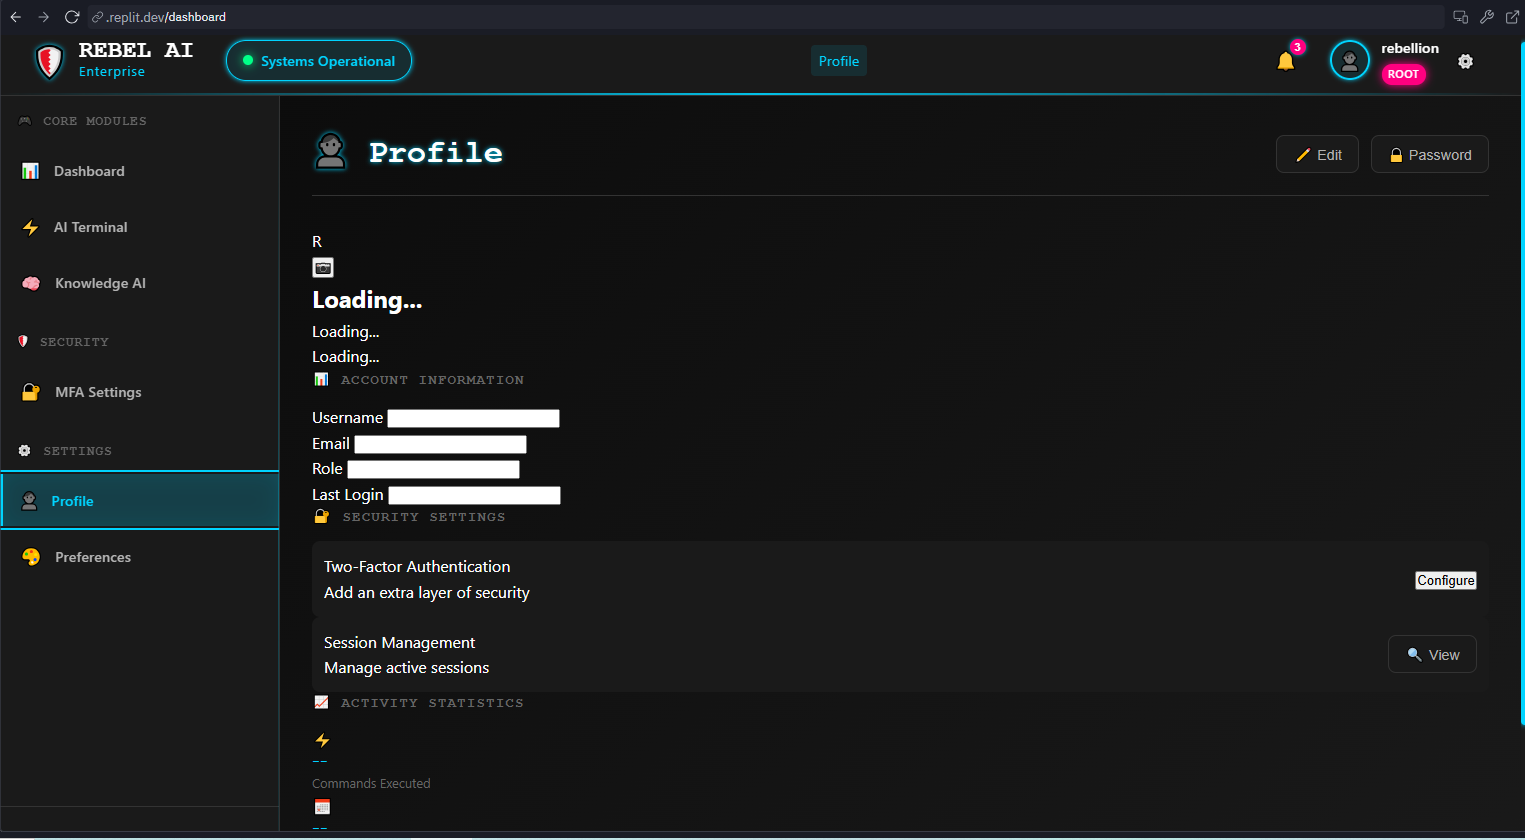 .replit.dev/dashboard
REBEL AI
Enterprise
Systems Operational
Profile
3
rebellion
ROOT
CORE MODULES
Dashboard
AI Terminal
Knowledge AI
SECURITY
MFA Settings
SETTINGS
Profile
Preferences
Profile
Edit
Password
R
Loading...
Loading...
Loading...
ACCOUNT INFORMATION
Username
Email
Role
Last Login
SECURITY SETTINGS
Two-Factor Authentication
Add an extra layer of security
Configure
Session Management
Manage active sessions
View
ACTIVITY STATISTICS
--
Commands Executed
--